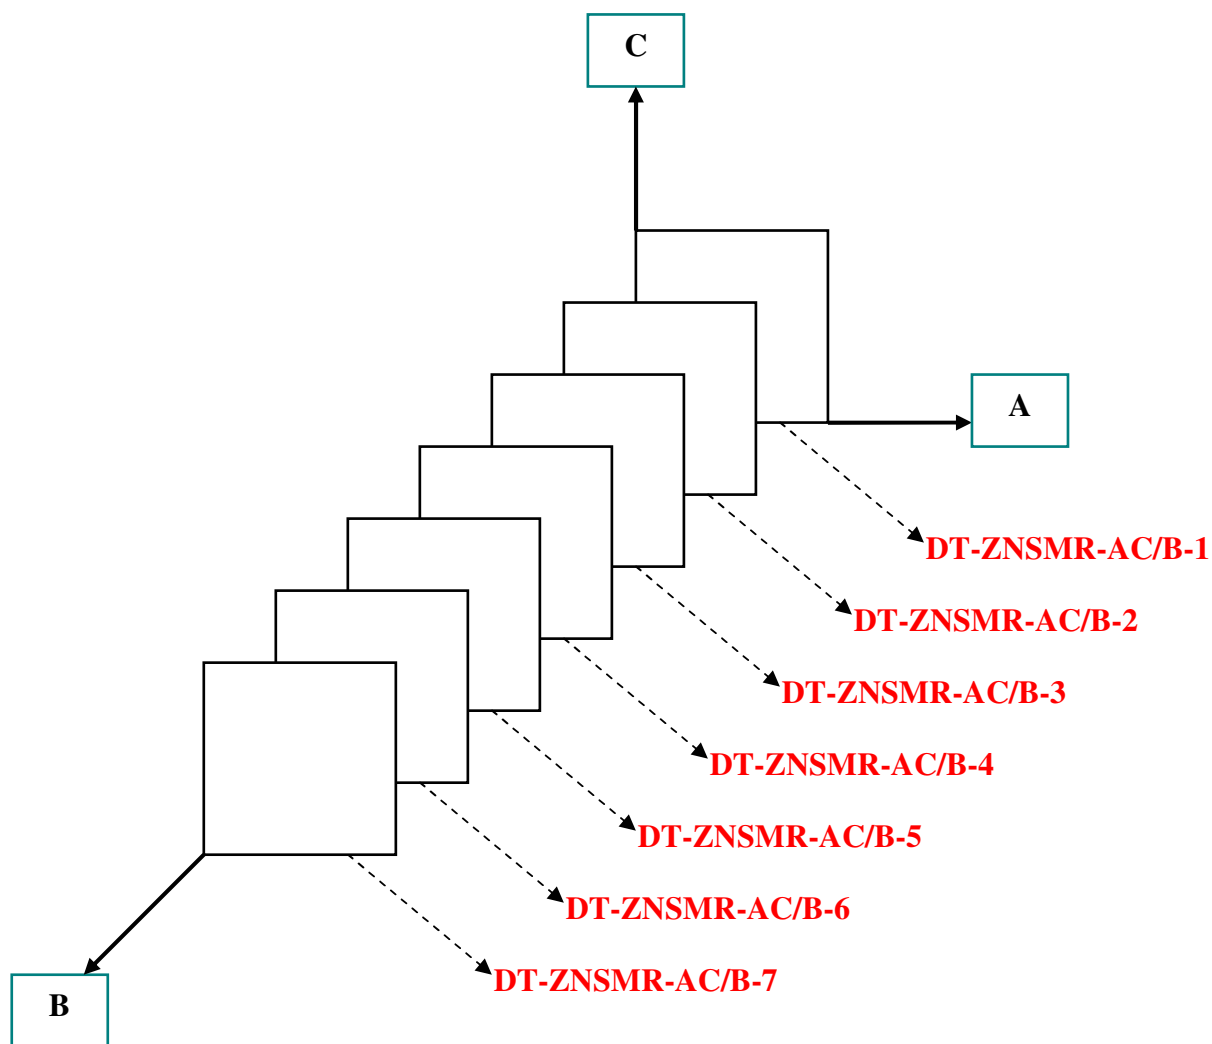 C
A
DT-ZNSMR-AC/B-1
DT-ZNSMR-AC/B-2
DT-ZNSMR-AC/B-3
DT-ZNSMR-AC/B-4
DT-ZNSMR-AC/B-5
DT-ZNSMR-AC/B-6
DT-ZNSMR-AC/B-7
B